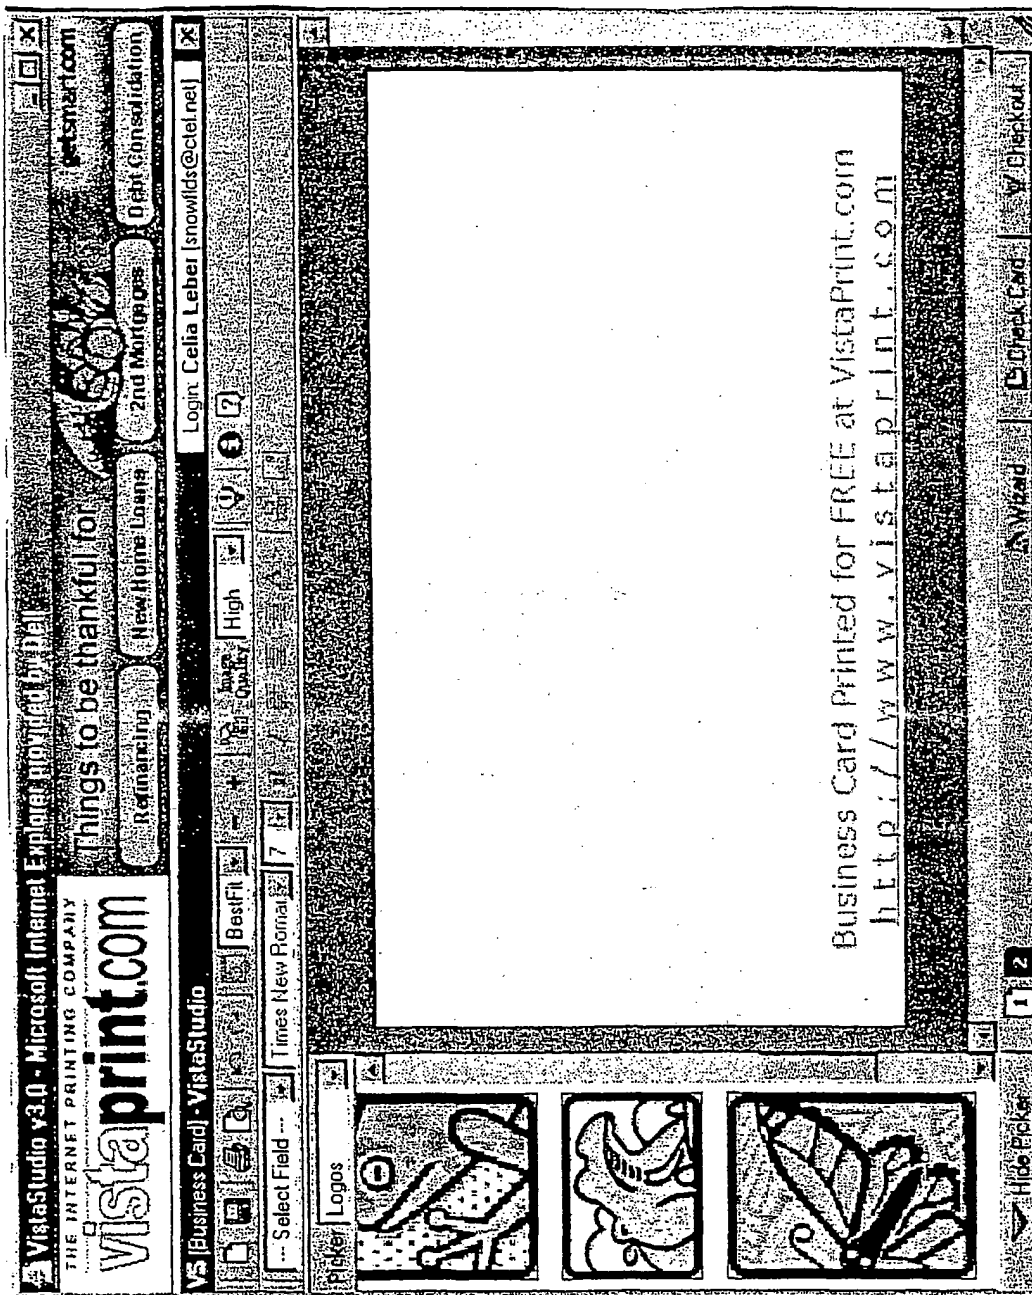 VistaStudio v3.0 - Microsoft Internet Explorer provided by Dell
THE INTERNET PRINTING COMPANY
vistaprint.com
Things to be thankful for
getsmart.com
Refinancing
New Home Loans
2nd Mortgages
Debt Consolidation
VS [Business Card] - VistaStudio
Login: Celia Leber [snowllds@ctel.net]
BestFit
Image Quality
High
--- Select Field ---
Times New Roman
7
Picker
Logos
Business Card Printed for FREE at VistaPrint.com
http://www.vistaprint.com
Hide Picker
1 2
Wizard
Check Card
Checkout